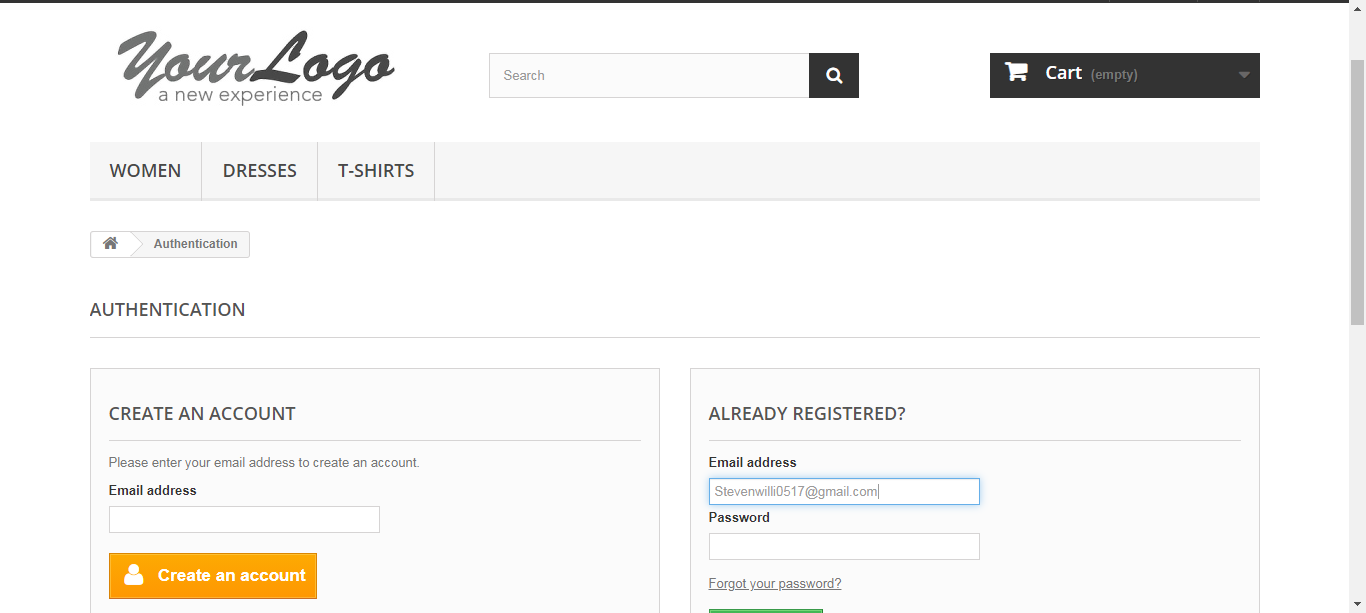 YourLogo
a new experience
Search
Cart (empty)
WOMEN DRESSES T-SHIRTS
Authentication
AUTHENTICATION
CREATE AN ACCOUNT
Please enter your email address to create an account.
Email address
Create an account
ALREADY REGISTERED?
Email address
Stevenwilli0517@gmail.com
Password
Forgot your password?